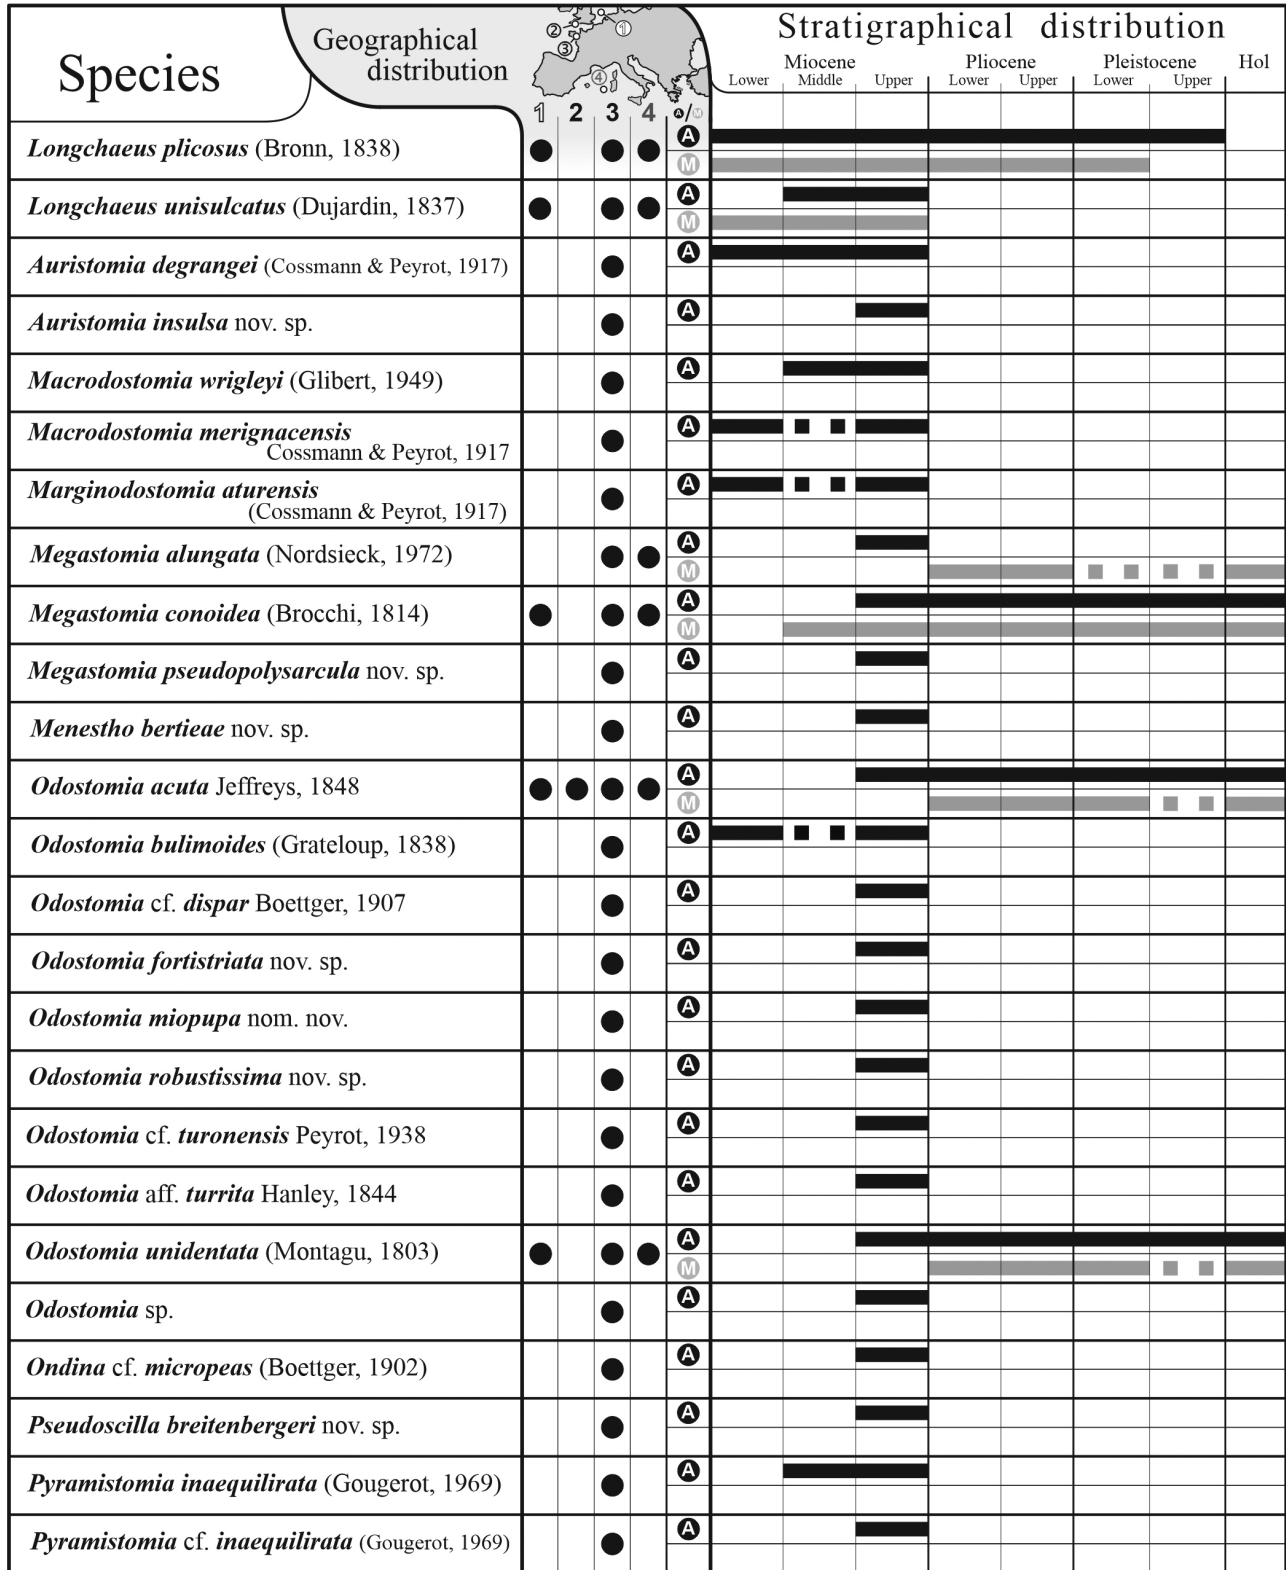 Species
Geographical
distribution
① ② ③ ④
1 2 3 4 A/M
Stratigraphical distribution
Miocene Pliocene Pleistocene Hol
Lower Middle Upper Lower Upper Lower Upper
Longchaeus plicosus (Bronn, 1838) A
M
Longchaeus unisulcatus (Dujardin, 1837) A
M
Auristomia degrangei (Cossmann & Peyrot, 1917) A
Auristomia insulsa nov. sp. A
Macrodostomia wrigleyi (Glibert, 1949) A
Macrodostomia merignacensis A
Cossmann & Peyrot, 1917
Marginodostomia aturensis A
(Cossmann & Peyrot, 1917)
Megastomia alungata (Nordsieck, 1972) A
M
Megastomia conoidea (Brocchi, 1814) A
M
Megastomia pseudopolysarcula nov. sp. A
Menestho bertieae nov. sp. A
Odostomia acuta Jeffreys, 1848 A
M
Odostomia bulimoides (Grateloup, 1838) A
Odostomia cf. dispar Boettger, 1907 A
Odostomia fortistriata nov. sp. A
Odostomia miopupa nom. nov. A
Odostomia robustissima nov. sp. A
Odostomia cf. turonensis Peyrot, 1938 A
Odostomia aff. turrita Hanley, 1844 A
Odostomia unidentata (Montagu, 1803) A
M
Odostomia sp. A
Ondina cf. micropeas (Boettger, 1902) A
Pseudoscilla breitenbergeri nov. sp. A
Pyramistomia inaequilirata (Gougerot, 1969) A
Pyramistomia cf. inaequilirata (Gougerot, 1969) A